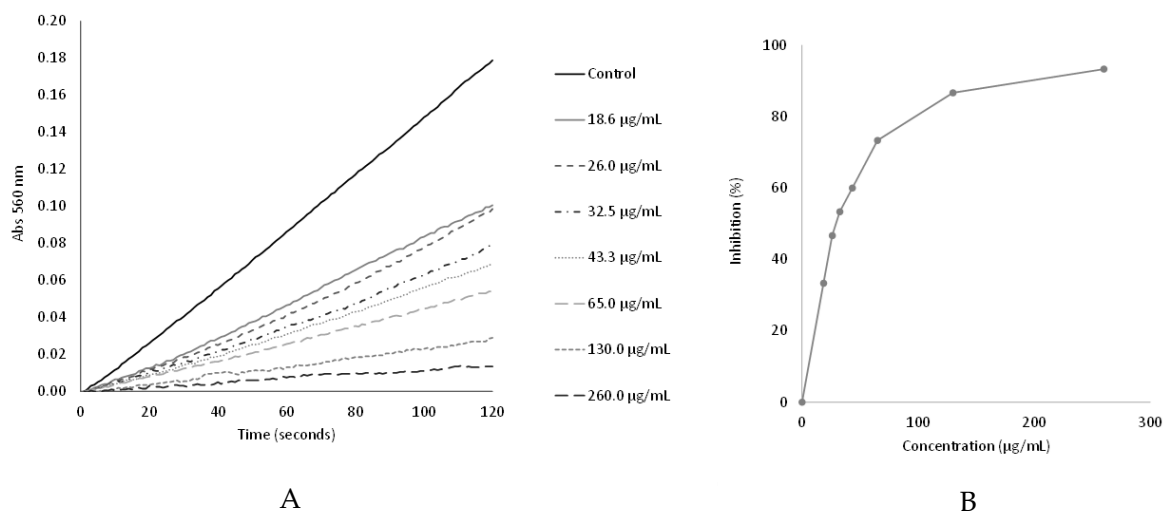 0.20
0.18
0.16
0.14
0.12
0.10
0.08
0.06
0.04
0.02
0.00
Abs 560 nm
0 20 40 60 80 100 120
Time (seconds)
Control
18.6 µg/mL
26.0 µg/mL
32.5 µg/mL
43.3 µg/mL
65.0 µg/mL
130.0 µg/mL
260.0 µg/mL
A
100
80
60
40
20
0
Inhibition (%)
0 100 200 300
Concentration (µg/mL)
B